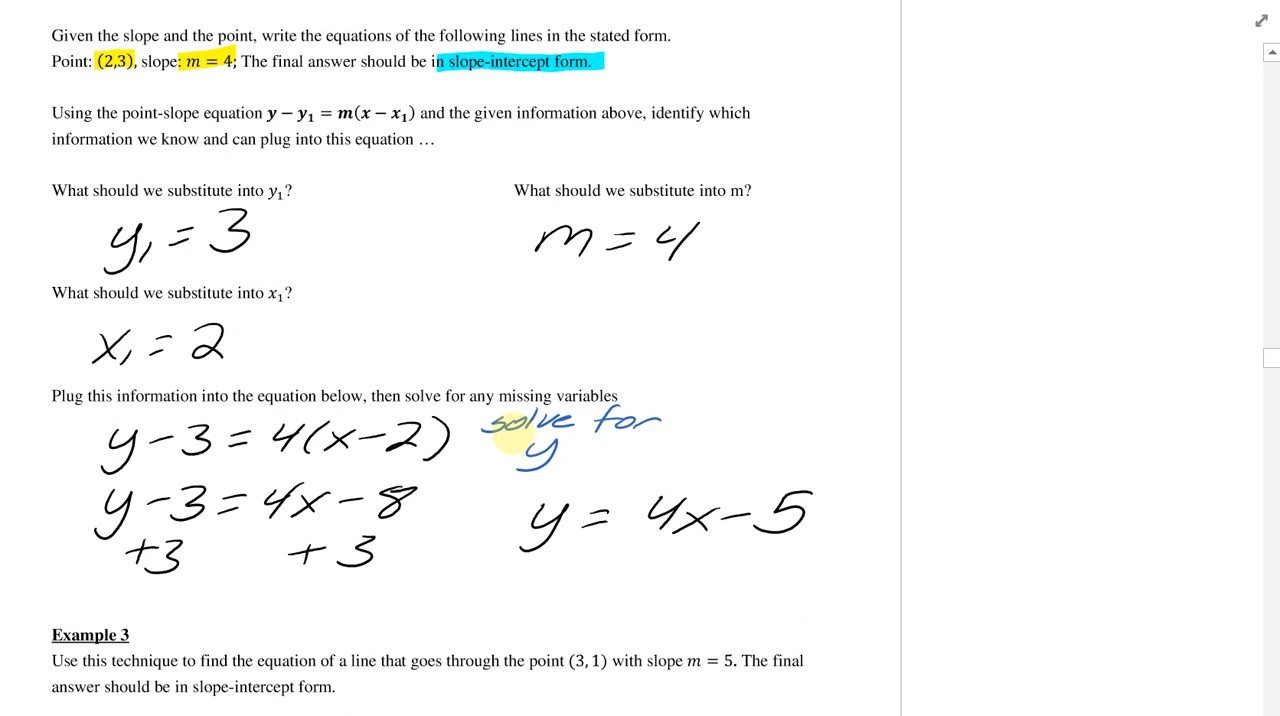 Given the slope and the point, write the equations of the following lines in the stated form.
Point: (2,3), slope: m = 4; The final answer should be in slope-intercept form.
Using the point-slope equation y − y₁ = m(x − x₁) and the given information above, identify which
information we know and can plug into this equation …
What should we substitute into y₁?
What should we substitute into m?
y₁ = 3
m = 4
What should we substitute into x₁?
x₁ = 2
Plug this information into the equation below, then solve for any missing variables
y − 3 = 4(x − 2)
solve for
y
y − 3 = 4x − 8
+3 + 3
y = 4x − 5
Example 3
Use this technique to find the equation of a line that goes through the point (3, 1) with slope m = 5. The final
answer should be in slope-intercept form.